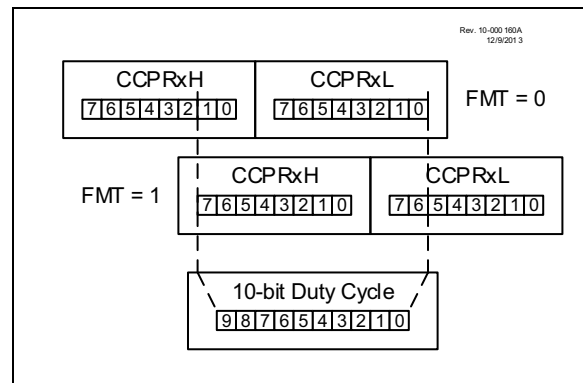 Rev. 10-000 160A
12/9/201 3
CCPRxH CCPRxL
7 6 5 4 3 2 1 0 7 6 5 4 3 2 1 0 FMT = 0
CCPRxH CCPRxL
FMT = 1 7 6 5 4 3 2 1 0 7 6 5 4 3 2 1 0
10-bit Duty Cycle
9 8 7 6 5 4 3 2 1 0